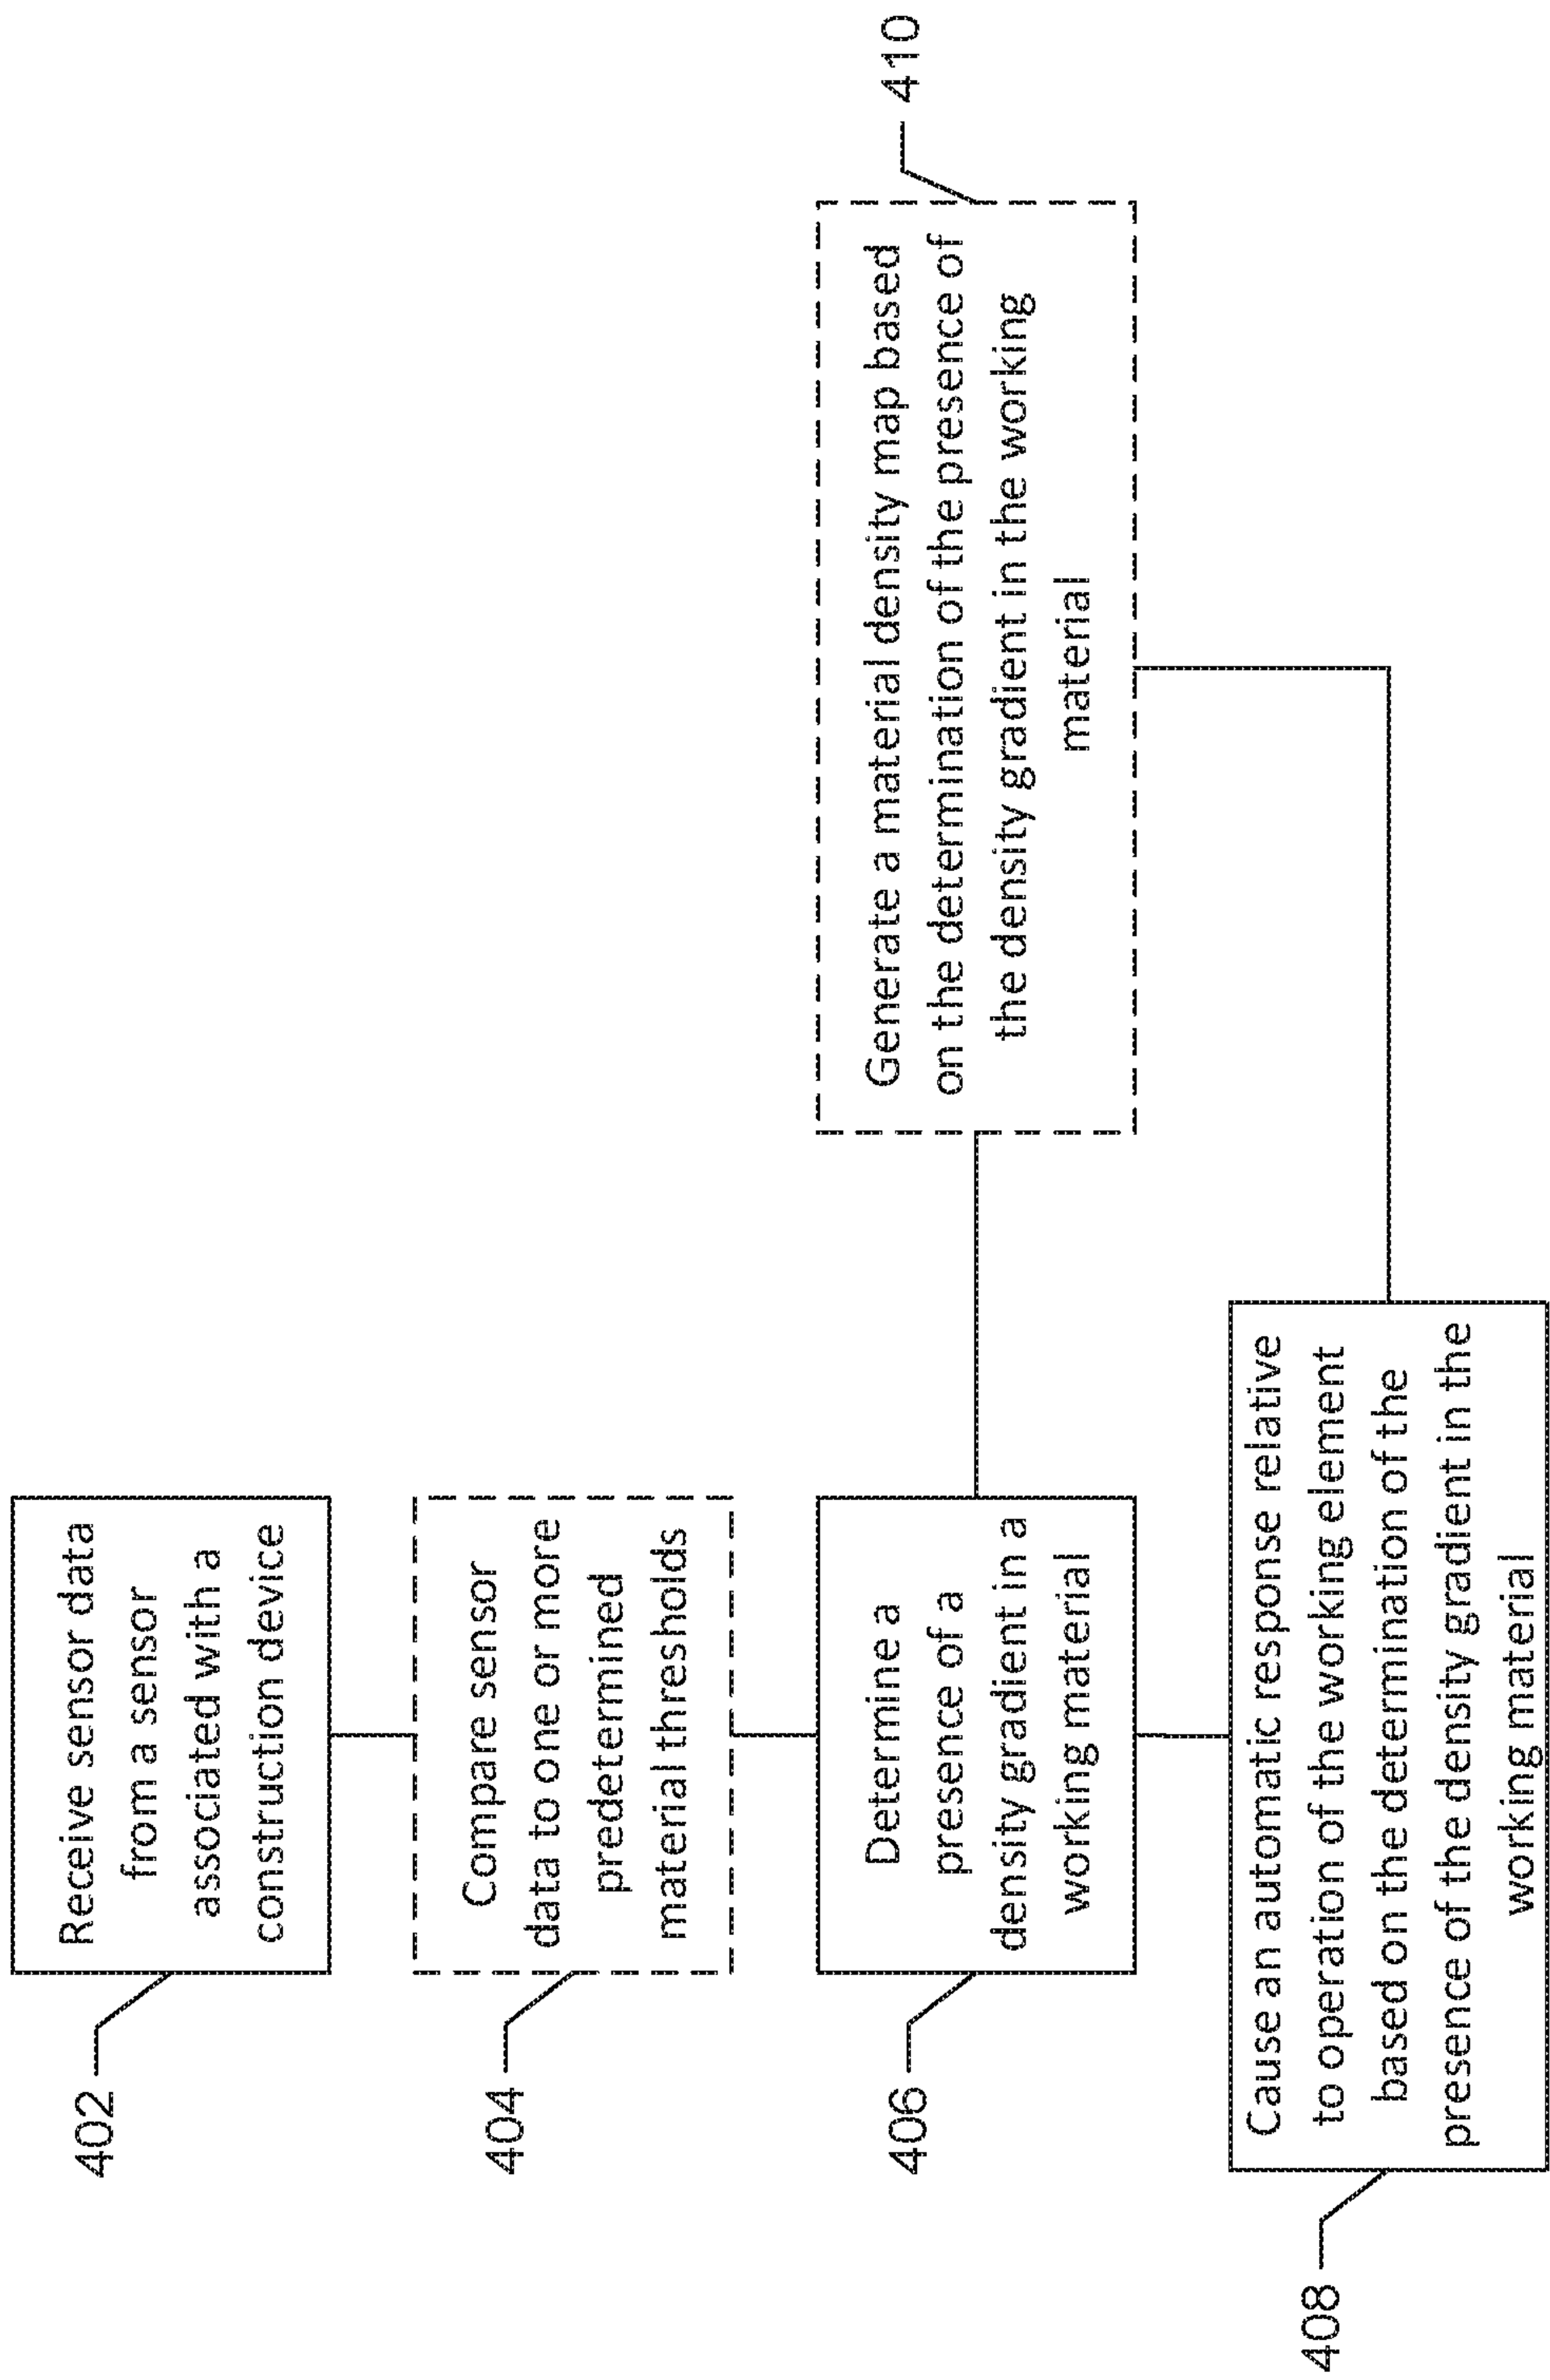 402
Receive sensor data
from a sensor
associated with a
construction device
404
Compare sensor
data to one or more
predetermined
material thresholds
406
Determine a
presence of a
density gradient in a
working material
410
Generate a material density map based
on the determination of the presence of
the density gradient in the working
material
408
Cause an automatic response relative
to operation of the working element
based on the determination of the
presence of the density gradient in the
working material